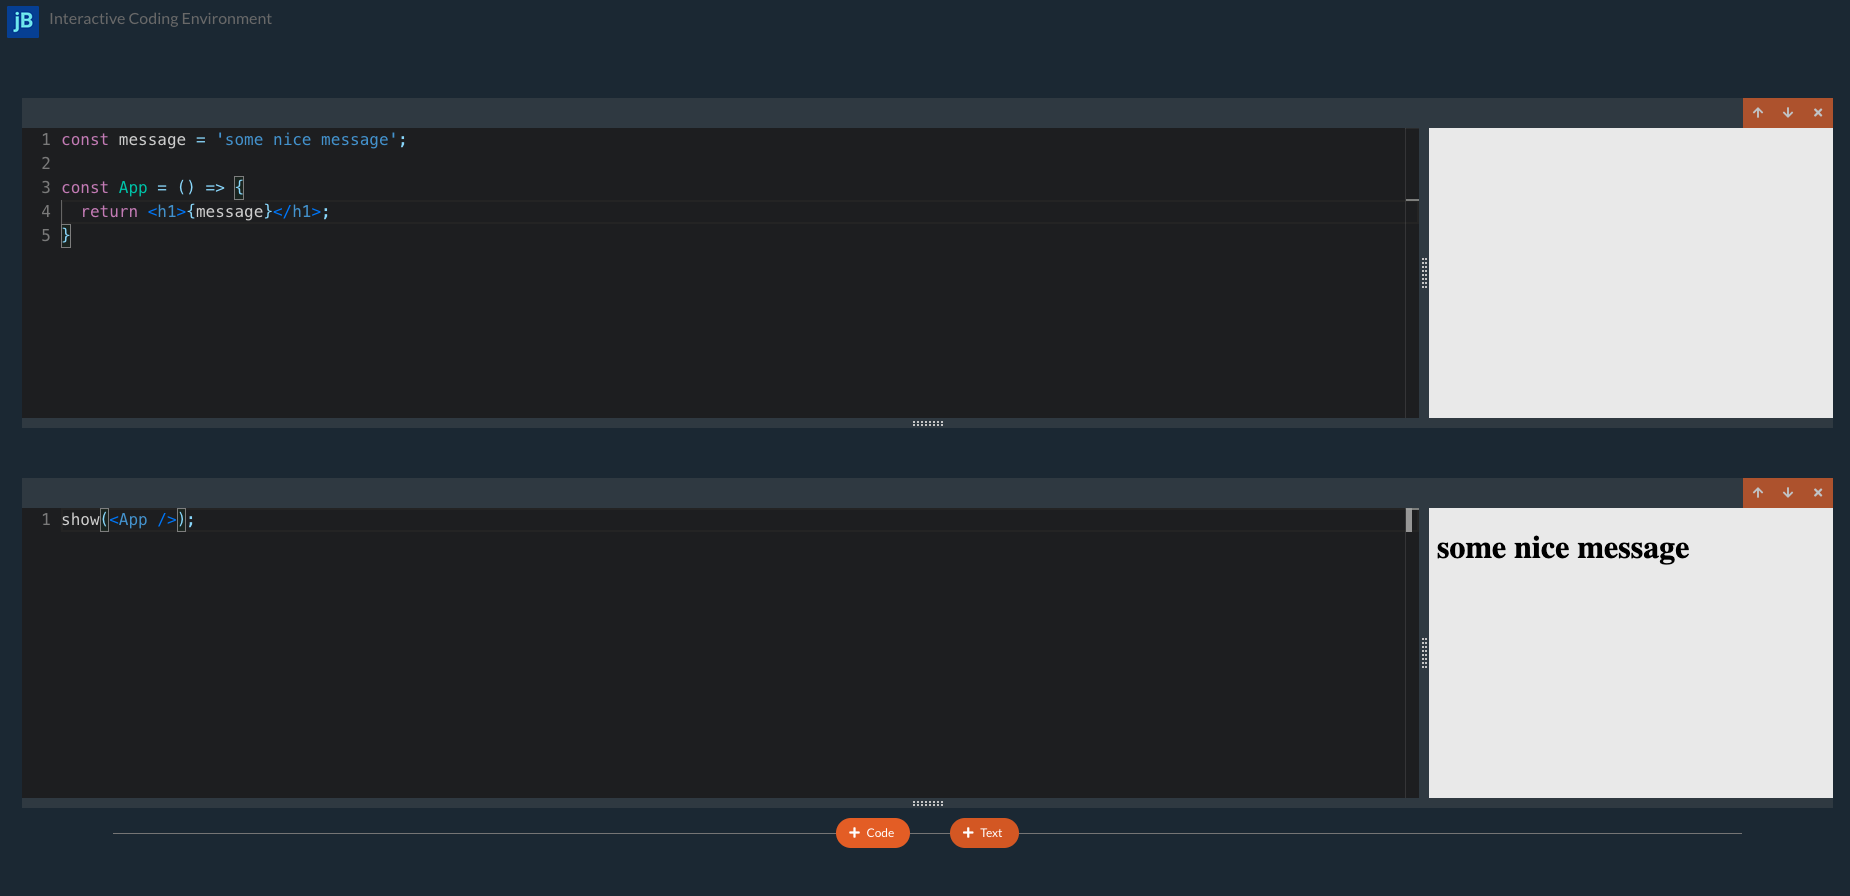 jB Interactive Coding Environment
1 const message = 'some nice message';
2
3 const App = () => {
4 return <h1>{message}</h1>;
5 }
1 show(<App />);
some nice message
+ Code + Text